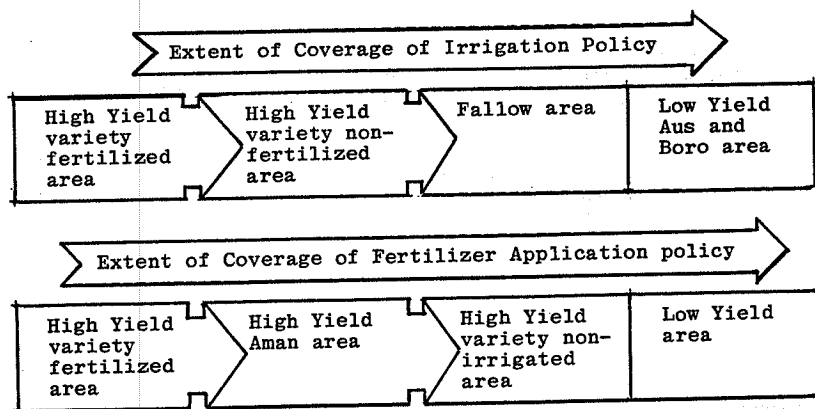 Extent of Coverage of Irrigation Policy
High Yield
variety
fertilized
area
High Yield
variety non-
fertilized
area
Fallow area
Low Yield
Aus and
Boro area
Extent of Coverage of Fertilizer Application policy
High Yield
variety
fertilized
area
High Yield
Aman area
High Yield
variety non-
irrigated
area
Low Yield
area